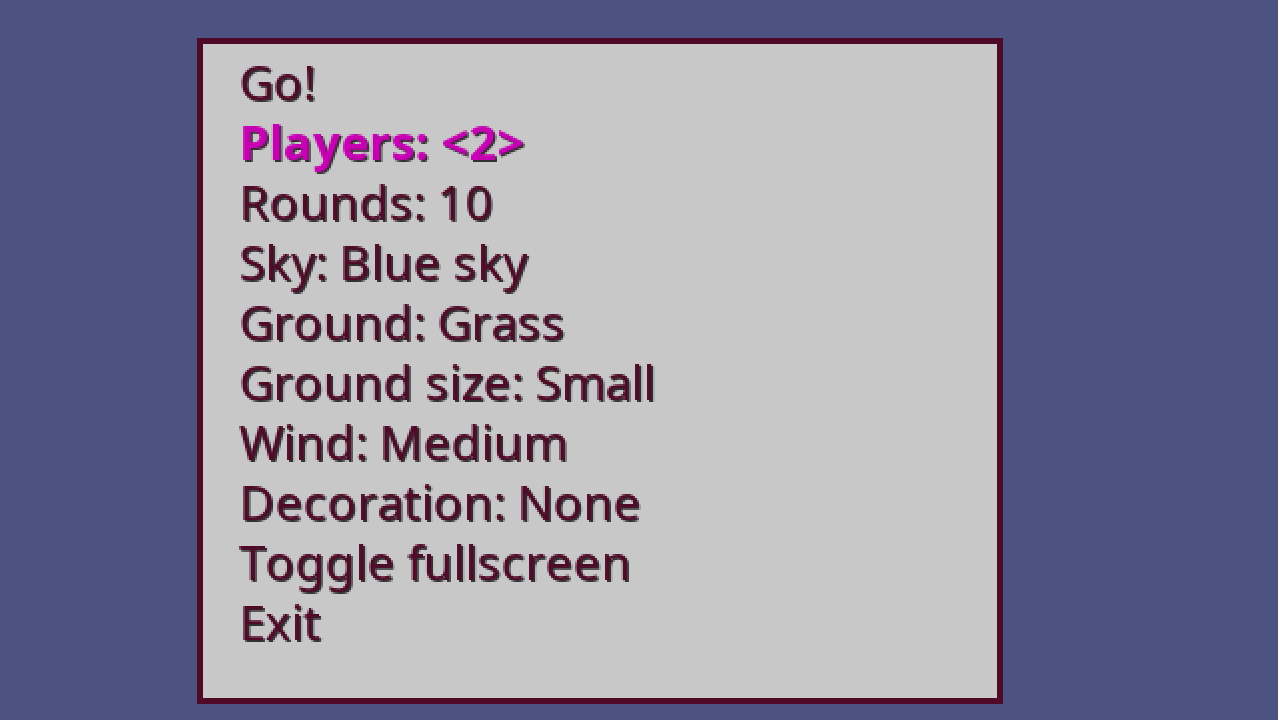 Go!
Players: <2>
Rounds: 10
Sky: Blue sky
Ground: Grass
Ground size: Small
Wind: Medium
Decoration: None
Toggle fullscreen
Exit